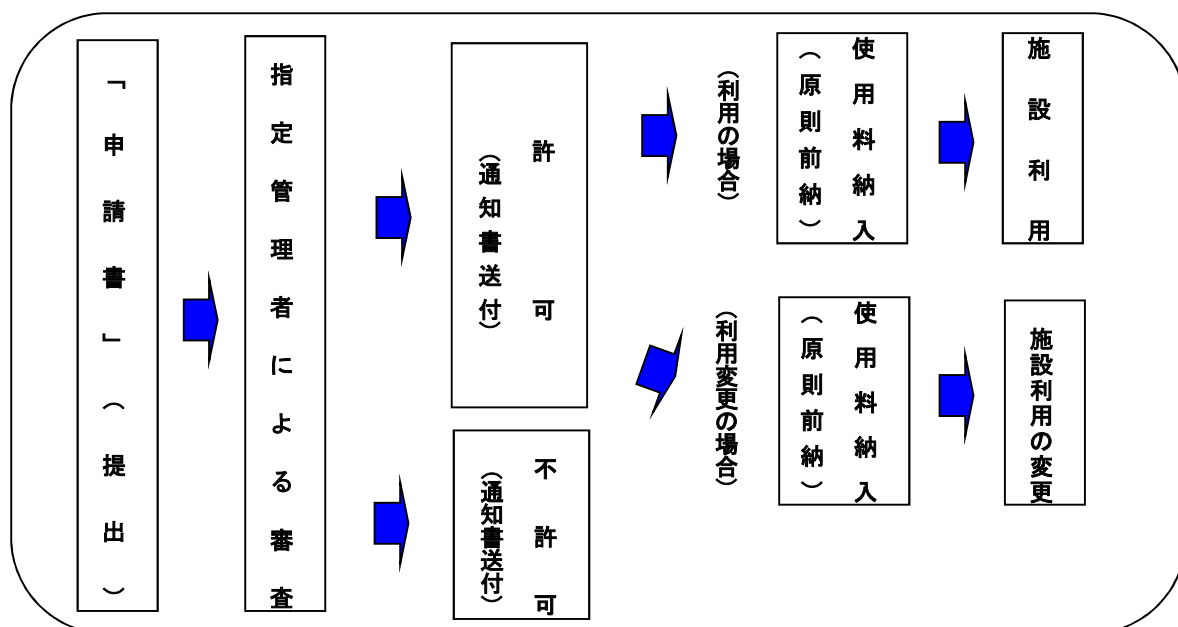 「申請書」（提出）
指定管理者による審査
許可
（通知書送付）
不許可
（通知書送付）
（利用の場合）
使用料納入
（原則前納）
施設利用
（利用変更の場合）
使用料納入
（原則前納）
施設利用の変更